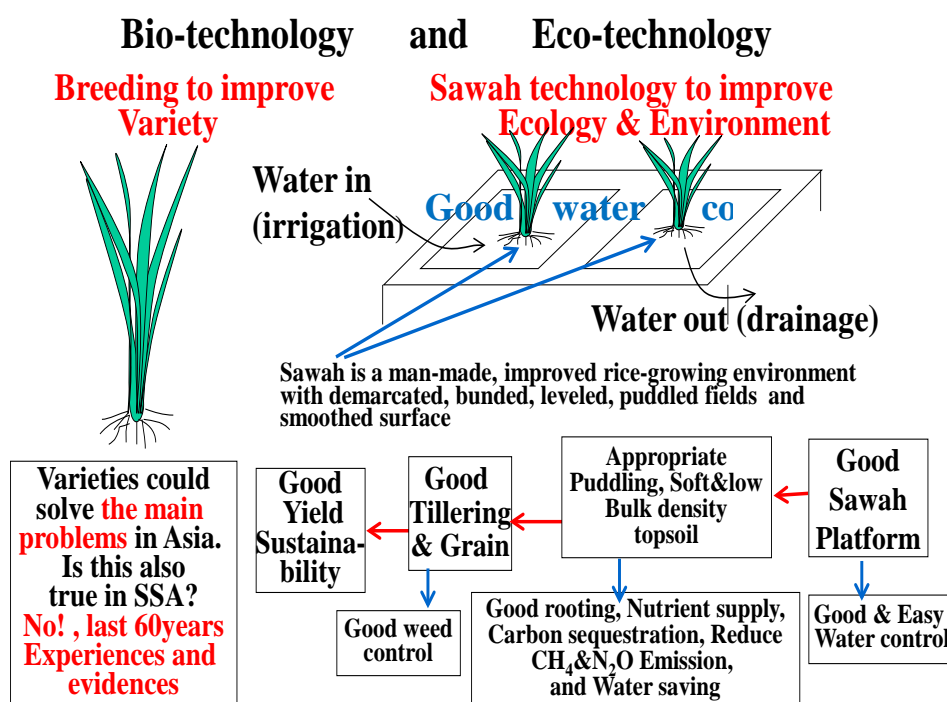 Bio-technology and Eco-technology
Breeding to improve
Variety
Sawah technology to improve
Ecology & Environment
Water in
(irrigation)
Good water co
Water out (drainage)
Sawah is a man-made, improved rice-growing environment
with demarcated, bunded, leveled, puddled fields and
smoothed surface
Varieties could
solve the main
problems in Asia.
Is this also
true in SSA?
No! , last 60years
Experiences and
evidences
Good
Yield
Sustaina-
bility
Good
Tillering
& Grain
Appropriate
Puddling, Soft&low
Bulk density
topsoil
Good
Sawah
Platform
Good weed
control
Good rooting, Nutrient supply,
Carbon sequestration, Reduce
CH₄&N₂O Emission,
and Water saving
Good & Easy
Water control